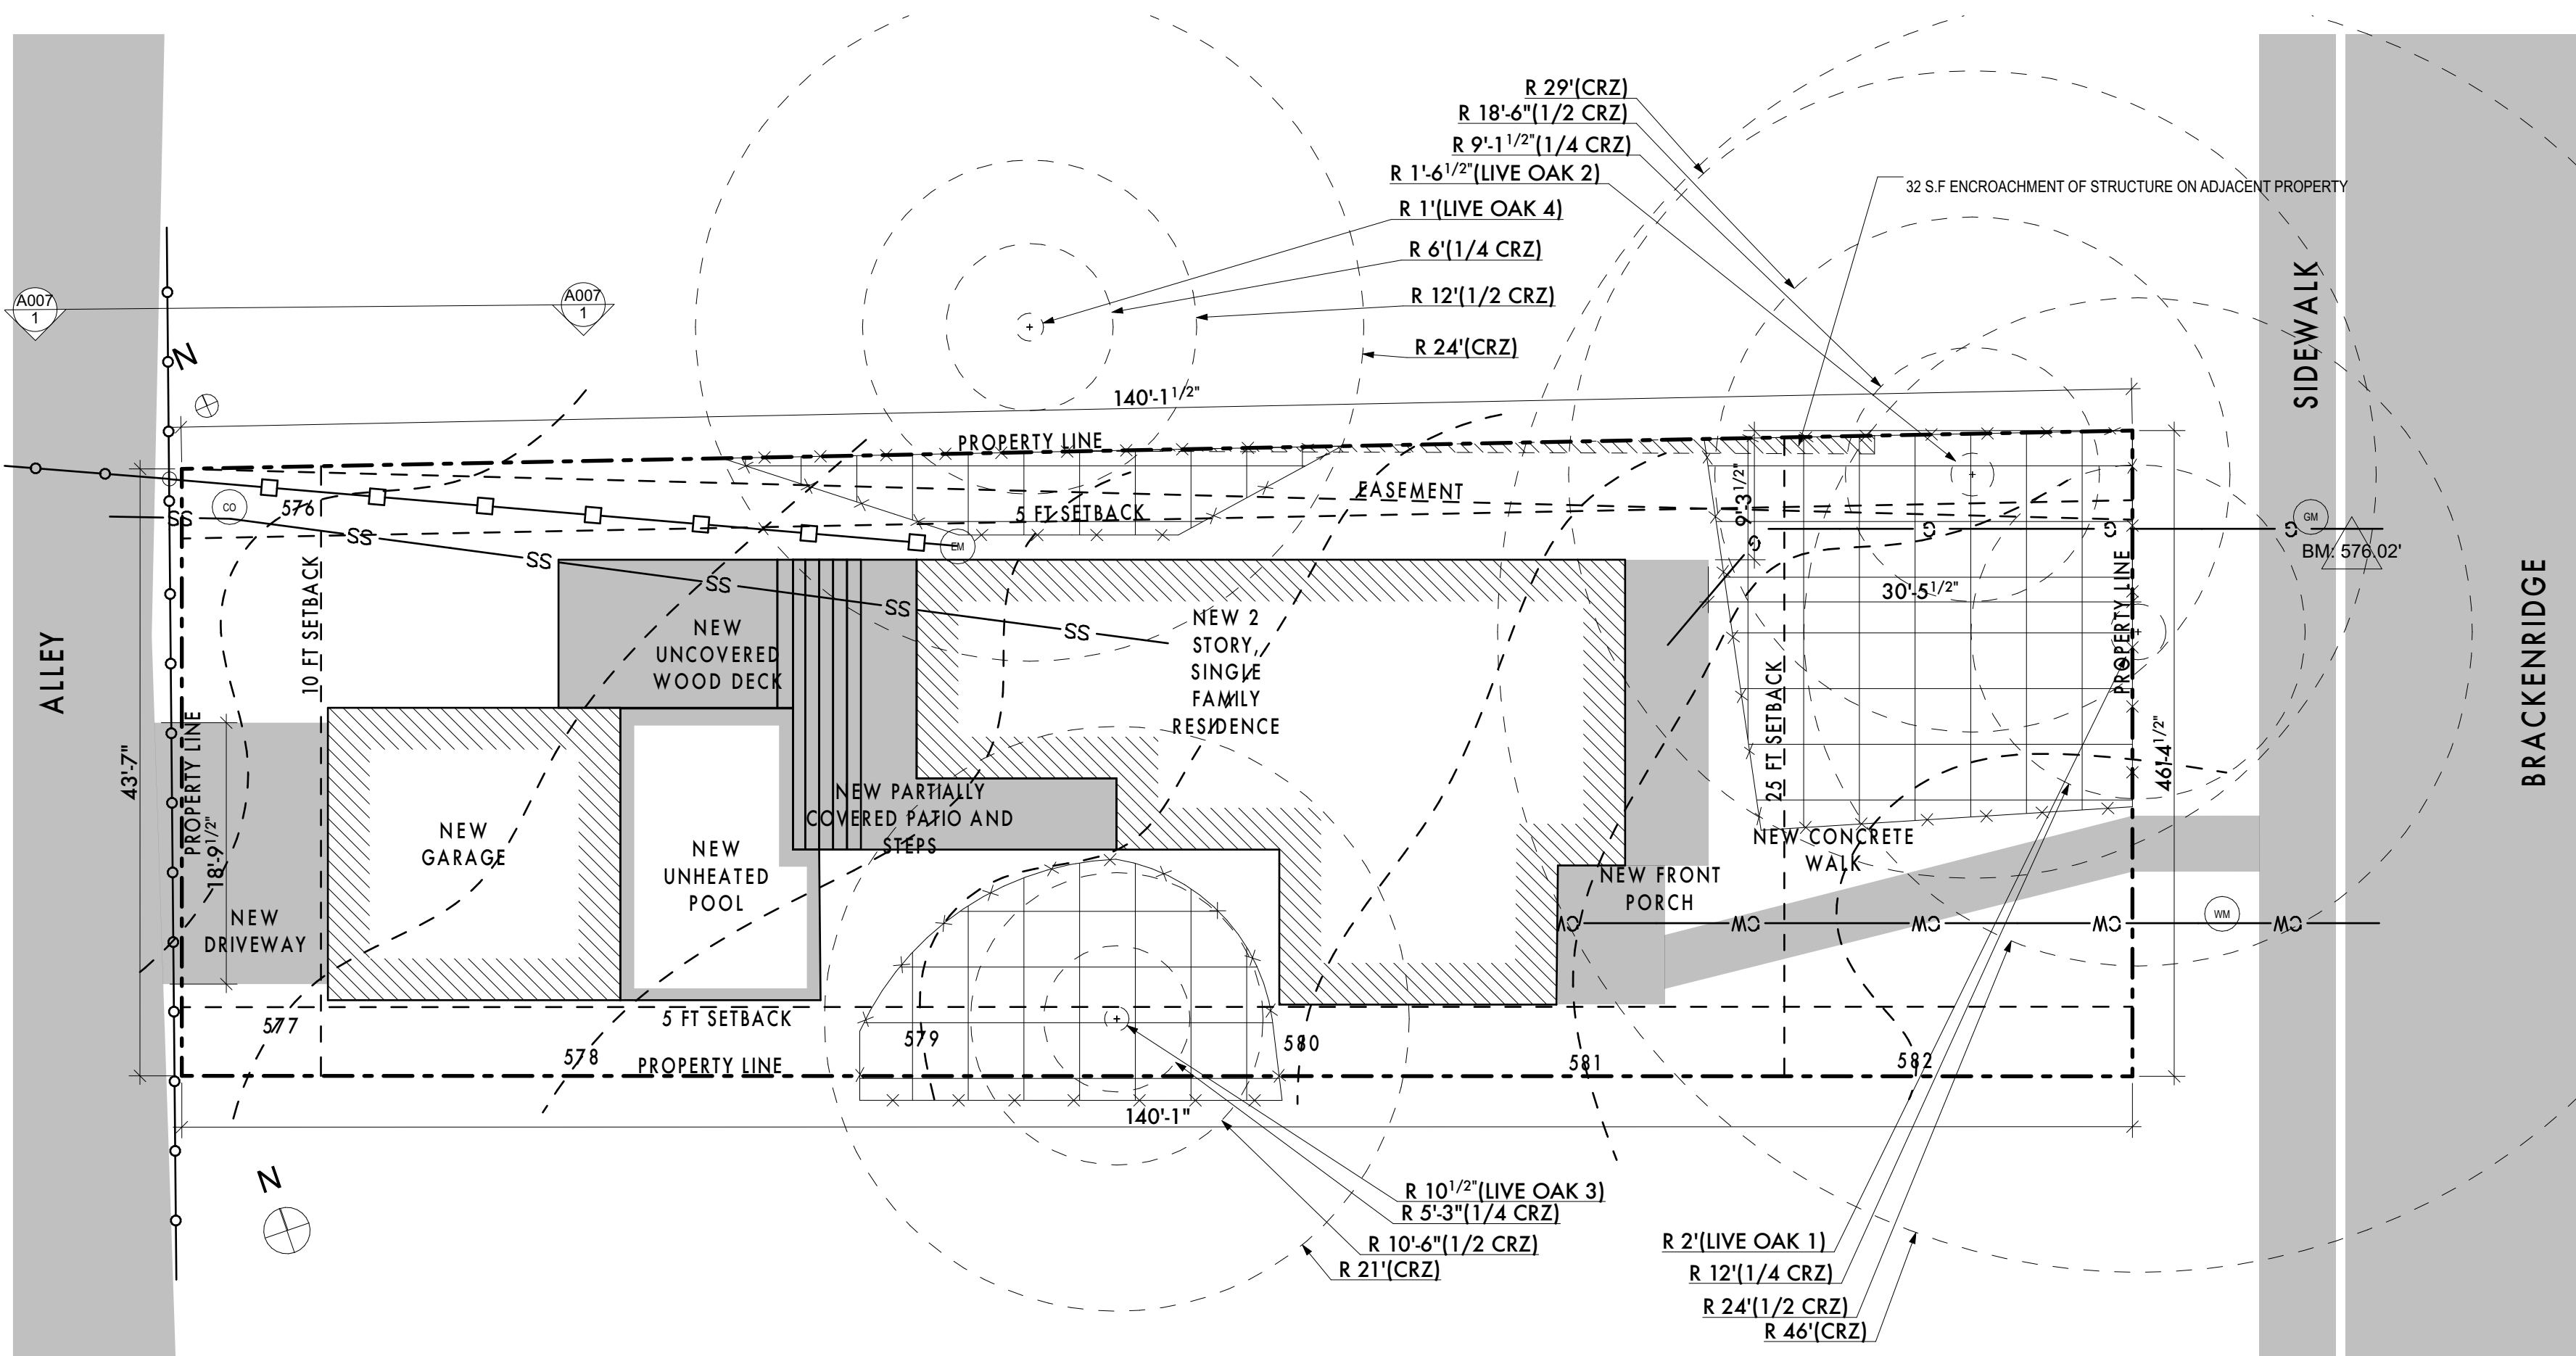 R 29'(CRZ)
R 18'-6"(1/2 CRZ)
R 9'-1 1/2"(1/4 CRZ)
R 1'-6 1/2"(LIVE OAK 2)
R 1'(LIVE OAK 4)
R 6'(1/4 CRZ)
R 12'(1/2 CRZ)
R 24'(CRZ)
32 S.F ENCROACHMENT OF STRUCTURE ON ADJACENT PROPERTY
A007
1
A007
1
N
140'-1 1/2"
PROPERTY LINE
EASEMENT
5 FT SETBACK
9'-3 1/2"
SIDEWALK
CO
576
SS
SS
SS
SS
SS
SS
EM
G
G
G
G
GM
BM: 576.02'
30'-5 1/2"
PROPERTY LINE
10 FT SETBACK
ALLEY
BRACKENRIDGE
NEW
UNCOVERED
WOOD DECK
NEW 2
STORY,
SINGLE
FAMILY
RESIDENCE
25 FT SETBACK
46'-4 1/2"
43'-7"
PROPERTY LINE
18'-9 1/2"
NEW
GARAGE
NEW
UNHEATED
POOL
NEW PARTIALLY
COVERED PATIO AND
STEPS
NEW CONCRETE
WALK
NEW FRONT
PORCH
NEW
DRIVEWAY
CW
CW
CW
CW
CW
WM
577
578
579
580
581
582
5 FT SETBACK
PROPERTY LINE
140'-1"
N
R 10 1/2"(LIVE OAK 3)
R 5'-3"(1/4 CRZ)
R 10'-6"(1/2 CRZ)
R 21'(CRZ)
R 2'(LIVE OAK 1)
R 12'(1/4 CRZ)
R 24'(1/2 CRZ)
R 46'(CRZ)